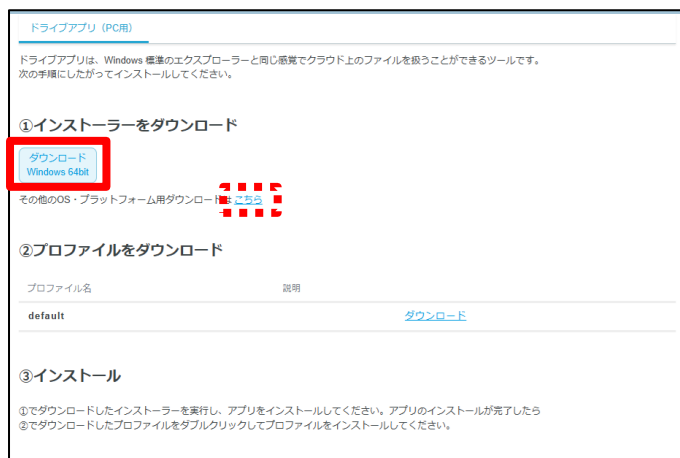 ドライブアプリ（PC用）
ドライブアプリは、Windows 標準のエクスプローラーと同じ感覚でクラウド上のファイルを扱うことができるツールです。
次の手順にしたがってインストールしてください。
①インストーラーをダウンロード
ダウンロード
Windows 64bit
その他のOS・プラットフォーム用ダウンロードは こちら
②プロファイルをダウンロード
プロファイル名 説明
default ダウンロード
③インストール
①でダウンロードしたインストーラーを実行し、アプリをインストールしてください。アプリのインストールが完了したら
②でダウンロードしたプロファイルをダブルクリックしてプロファイルをインストールしてください。